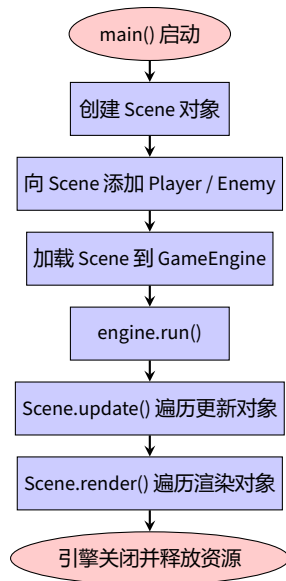 main() 启动
创建 Scene 对象
向 Scene 添加 Player / Enemy
加载 Scene 到 GameEngine
engine.run()
Scene.update() 遍历更新对象
Scene.render() 遍历渲染对象
引擎关闭并释放资源